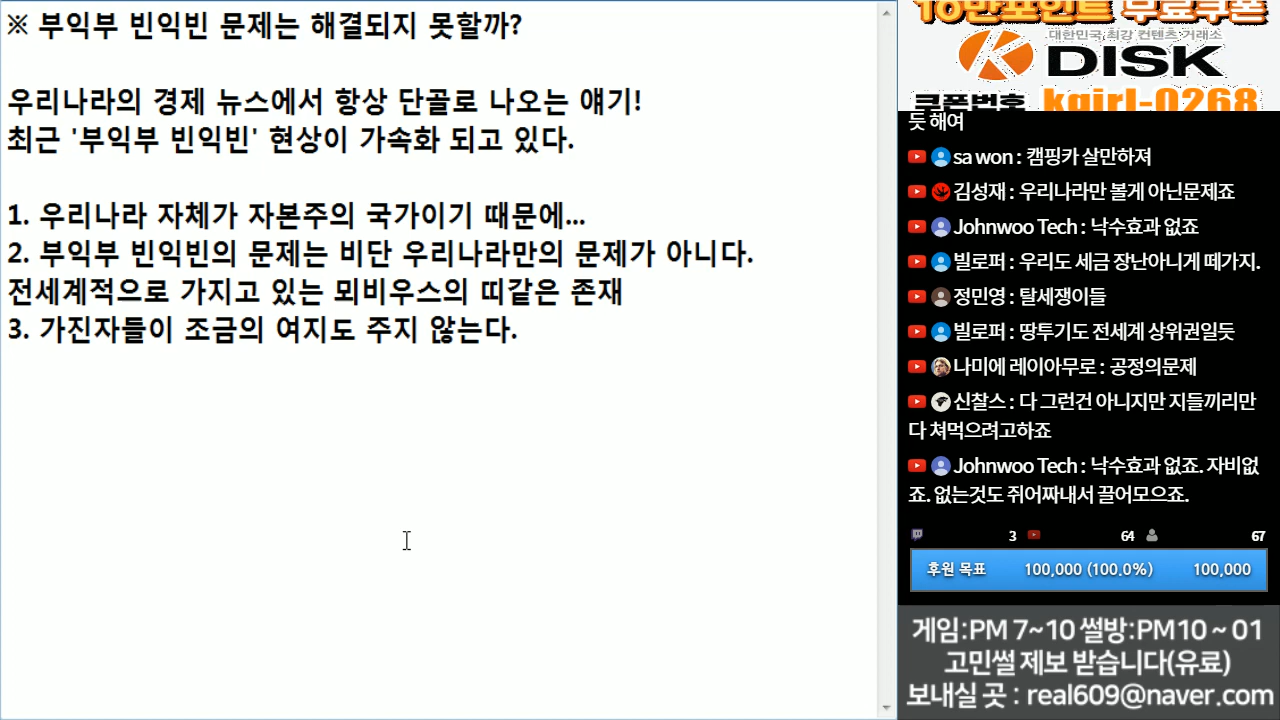 ※ 부익부 빈익빈 문제는 해결되지 못할까?
우리나라의 경제 뉴스에서 항상 단골로 나오는 얘기!
최근 '부익부 빈익빈' 현상이 가속화 되고 있다.
1. 우리나라 자체가 자본주의 국가이기 때문에...
2. 부익부 빈익빈의 문제는 비단 우리나라만의 문제가 아니다.
전세계적으로 가지고 있는 뫼비우스의 띠같은 존재
3. 가진자들이 조금의 여지도 주지 않는다.
10만포인트 무료쿠폰
대한민국 최강 컨텐츠 거래소
K DISK
쿠폰번호 kgirl-0268
듯 해여
sa won : 캠핑카 살만하져
김성재 : 우리나라만 볼게 아닌문제죠
Johnwoo Tech : 낙수효과 없죠
빌로퍼 : 우리도 세금 장난아니게 떼가지.
정민영 : 탈세쟁이들
빌로퍼 : 땅투기도 전세계 상위권일듯
나미에 레이아무로 : 공정의문제
신찰스 : 다 그런건 아니지만 지들끼리만
다 쳐먹으려고하죠
Johnwoo Tech : 낙수효과 없죠. 자비없
죠. 없는것도 쥐어짜내서 끌어모으죠.
3 64 67
후원 목표 100,000 (100.0%) 100,000
게임:PM 7~10 썰방:PM10 ~ 01
고민썰 제보 받습니다(유료)
보내실 곳 : real609@naver.com